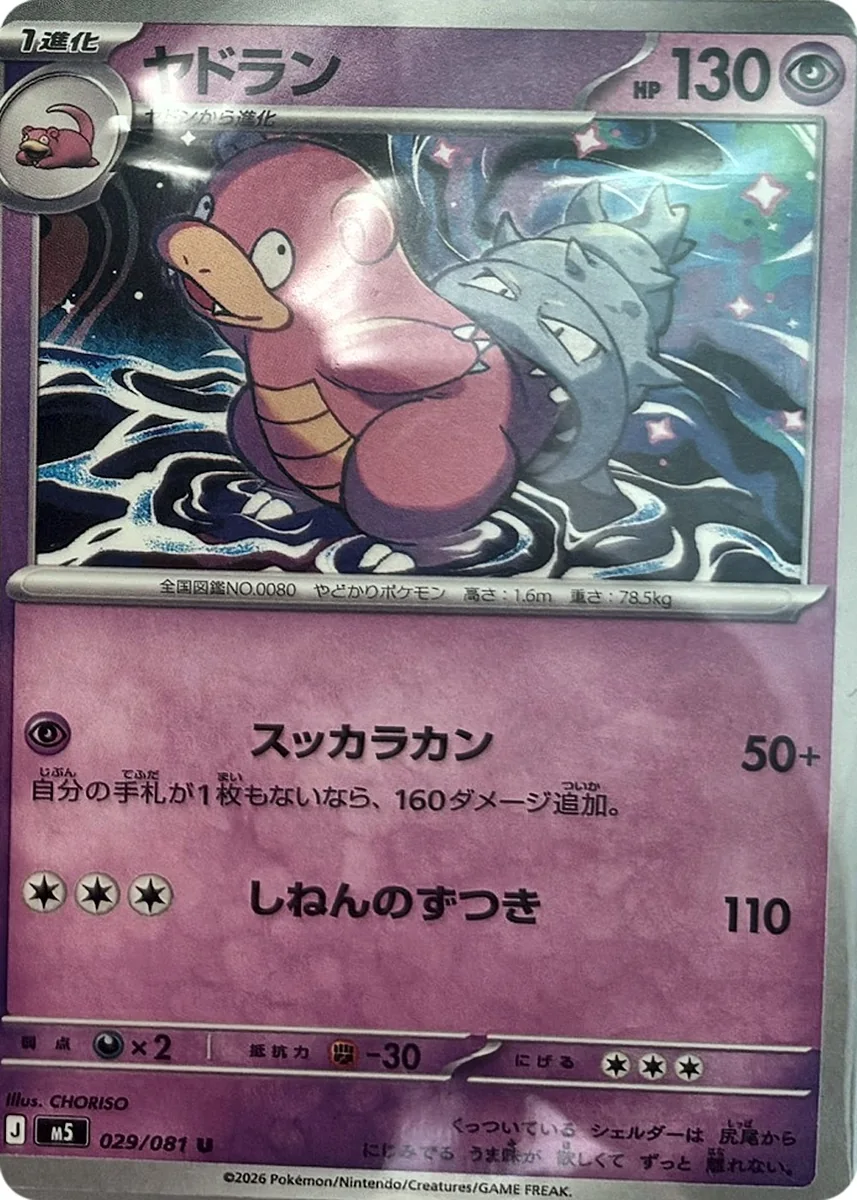 1進化
ヤドラン
HP 130
ヤドンから進化
全国図鑑NO.0080 やどかりポケモン 高さ：1.6m 重さ：78.5kg
スッカラカン 50+
自分の手札が1枚もないなら、160ダメージ追加。
しねんのずつき 110
弱点 ×2 抵抗力 -30 にげる
Illus. CHORISO
J M5 029/081 U
くっついている シェルダーは 尻尾から
にじみでる うま味が 欲しくて ずっと 離れない。
©2026 Pokémon/Nintendo/Creatures/GAME FREAK.